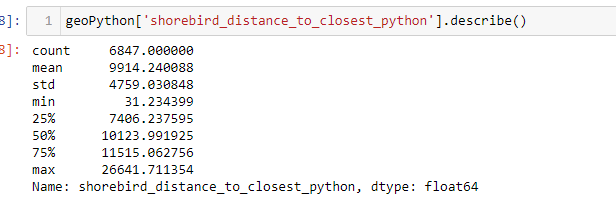 8]: 1 geoPython['shorebird_distance_to_closest_python'].describe()
8]: count 6847.000000
mean 9914.240088
std 4759.030848
min 31.234399
25% 7406.237595
50% 10123.991925
75% 11515.062756
max 26641.711354
Name: shorebird_distance_to_closest_python, dtype: float64